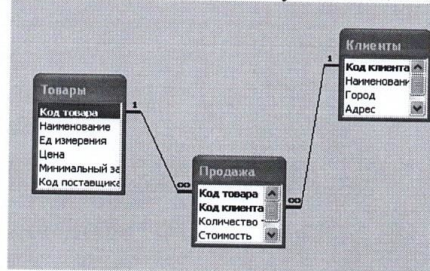 Клиенты
1
Код клиента
Наименовани
Город
Адрес
Товары
Код товара
1
Наименование
Ед измерения
Цена
Минимальный за
Код поставщика
Продажа
∞
Код товара
Код клиента
∞
Количество
Стоимость